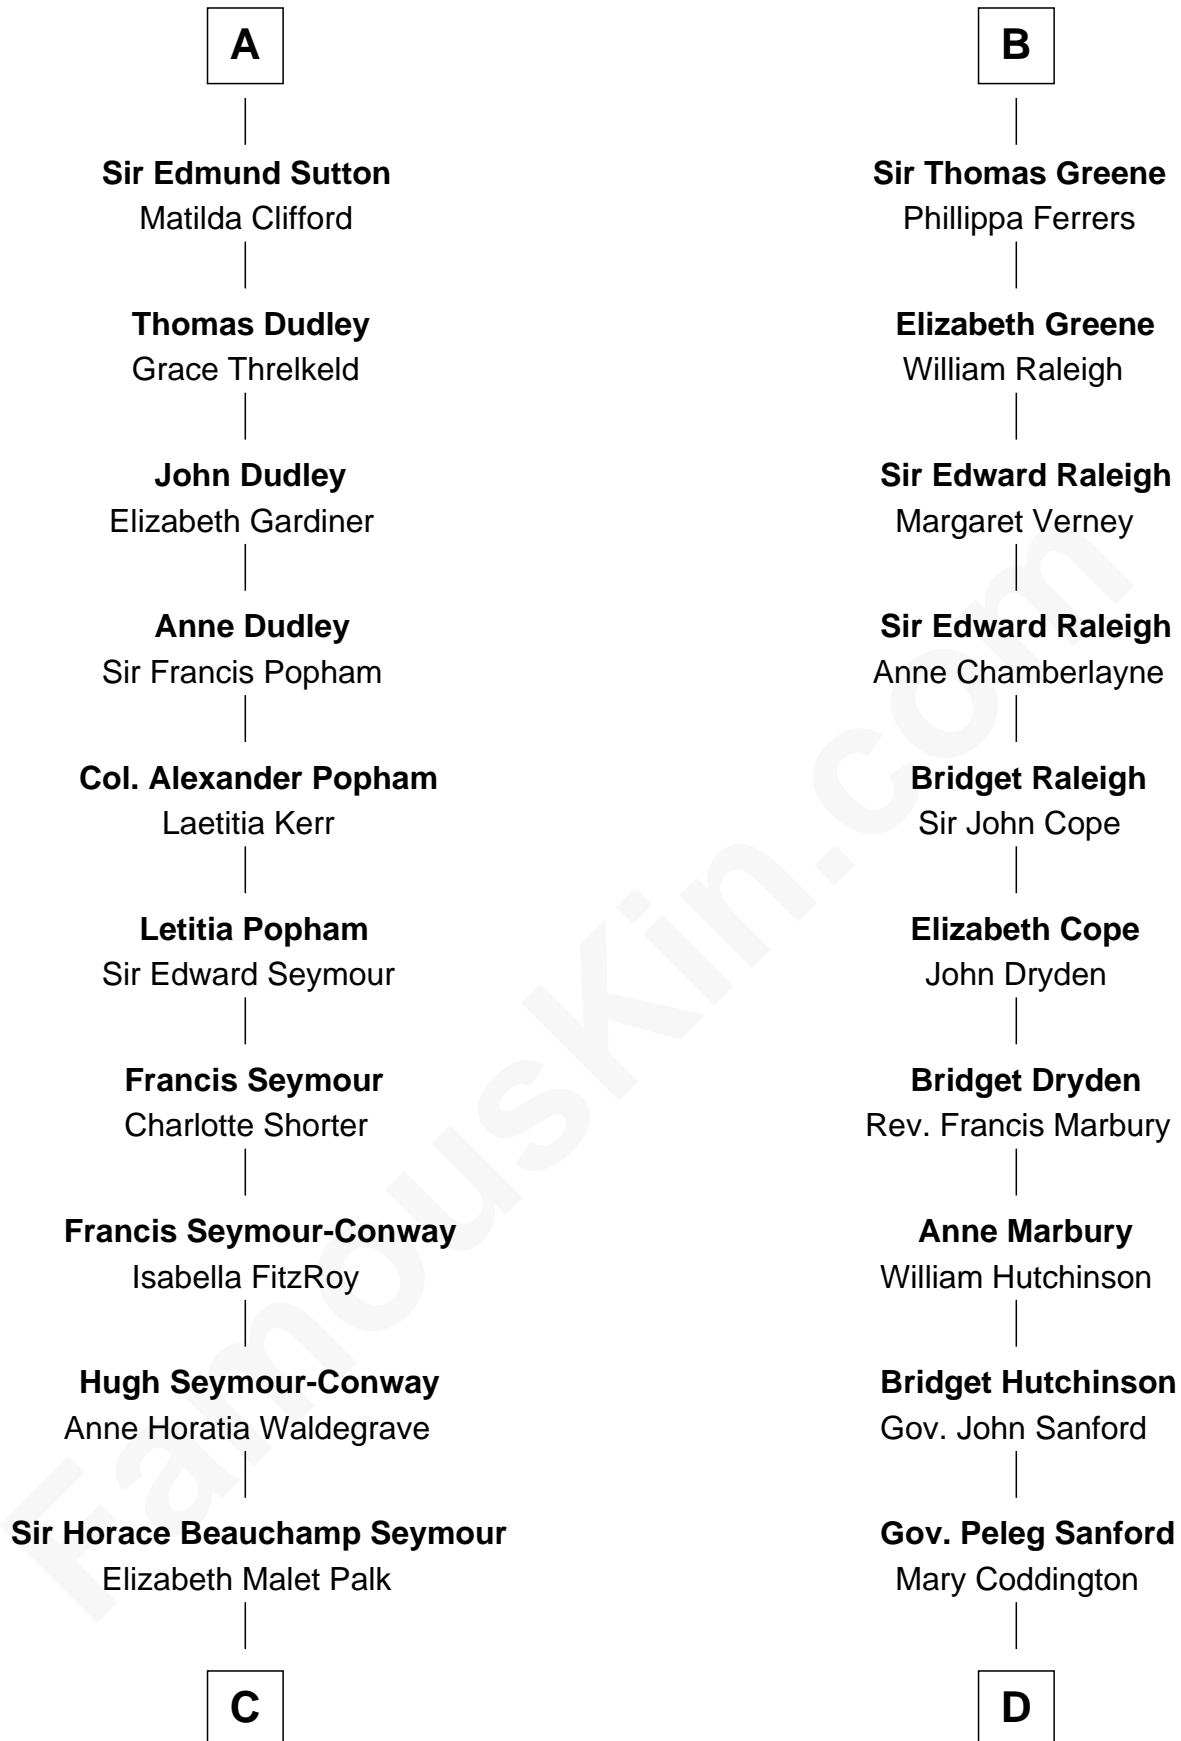 A
Sir Edmund Sutton
Matilda Clifford
Thomas Dudley
Grace Threlkeld
John Dudley
Elizabeth Gardiner
Anne Dudley
Sir Francis Popham
Col. Alexander Popham
Laetitia Kerr
Letitia Popham
Sir Edward Seymour
Francis Seymour
Charlotte Shorter
Francis Seymour-Conway
Isabella FitzRoy
Hugh Seymour-Conway
Anne Horatia Waldegrave
Sir Horace Beauchamp Seymour
Elizabeth Malet Palk
C
B
Sir Thomas Greene
Phillippa Ferrers
Elizabeth Greene
William Raleigh
Sir Edward Raleigh
Margaret Verney
Sir Edward Raleigh
Anne Chamberlayne
Bridget Raleigh
Sir John Cope
Elizabeth Cope
John Dryden
Bridget Dryden
Rev. Francis Marbury
Anne Marbury
William Hutchinson
Bridget Hutchinson
Gov. John Sanford
Gov. Peleg Sanford
Mary Coddington
D
FamousKin.com